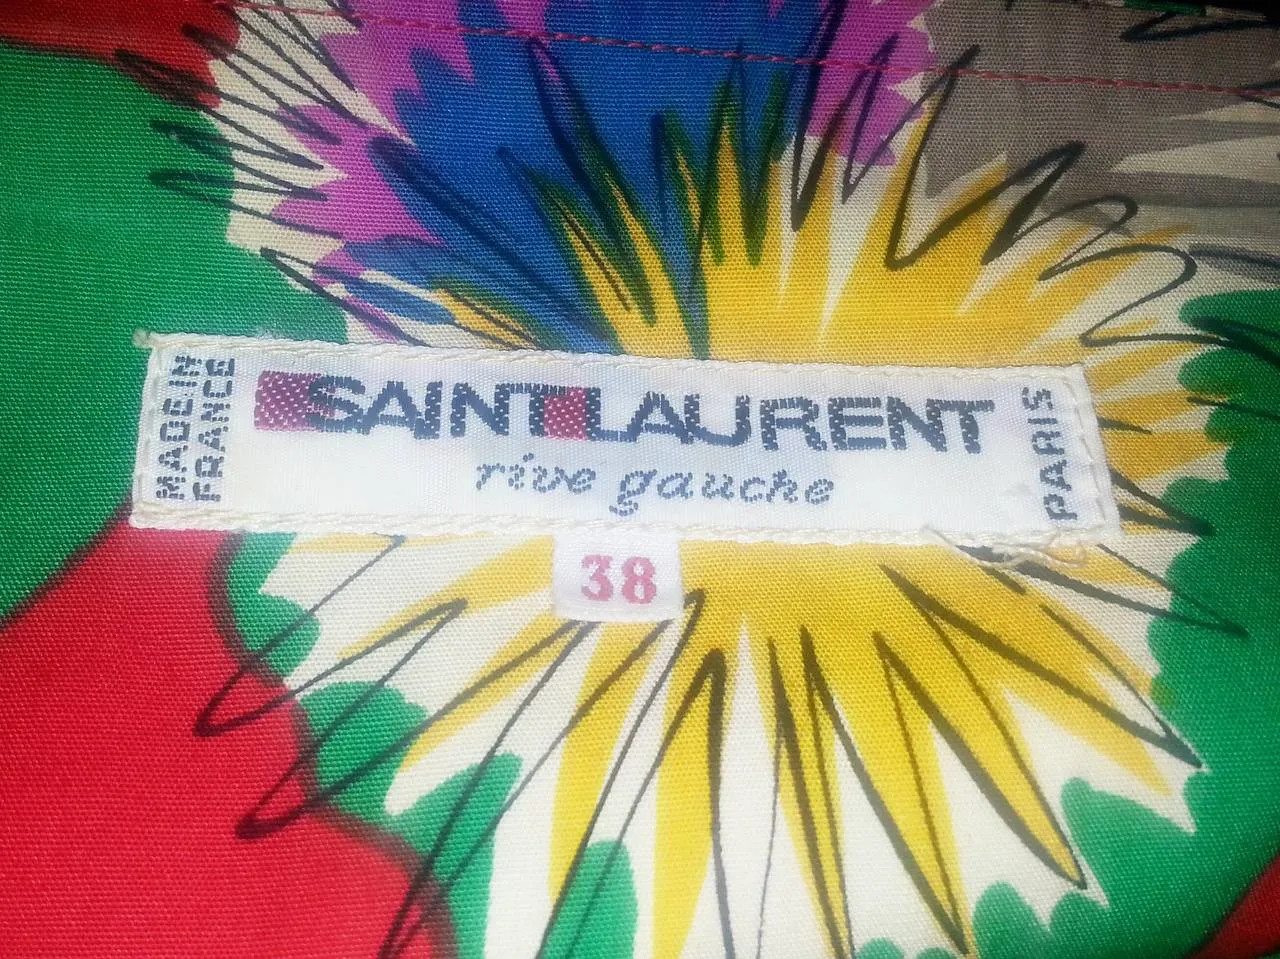 MADE IN
FRANCE
SAINT LAURENT
rive gauche
PARIS
38